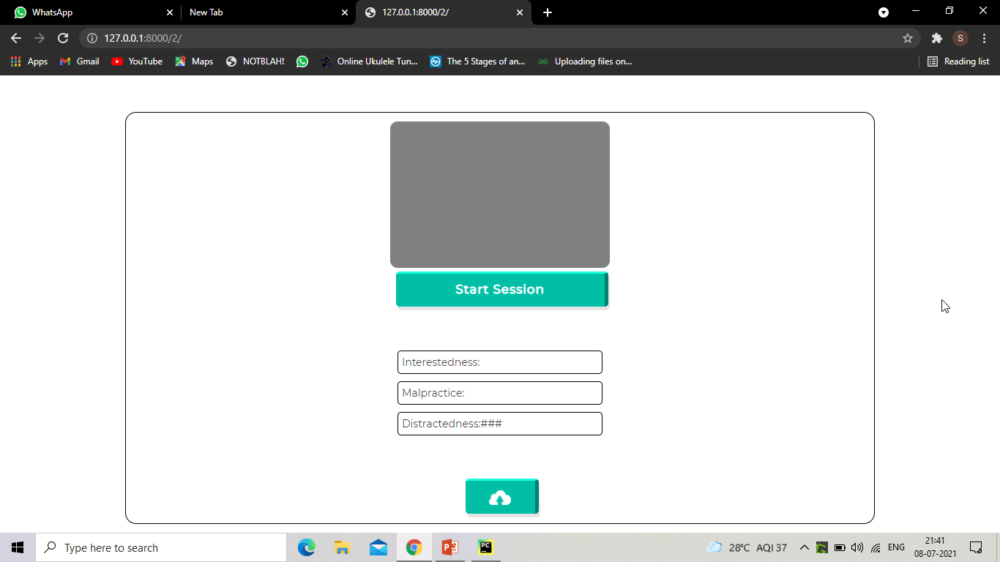 WhatsApp
New Tab
127.0.0.1:8000/2/
127.0.0.1:8000/2/
S
Apps
Gmail
YouTube
Maps
NOTBLAH!
Online Ukulele Tun...
The 5 Stages of an...
Uploading files on...
Reading list
Start Session
Interestedness:
Malpractice:
Distractedness:###
Type here to search
PC
28°C AQI 37
ENG
21:41
08-07-2021